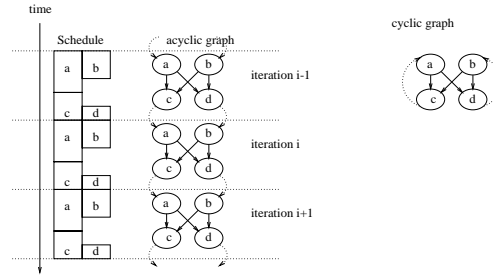 time
cyclic graph
Schedule acyclic graph
a b a b a b
iteration i-1
c d c d c d
a b a b
iteration i
c d c d
a b a b
iteration i+1
c d c d